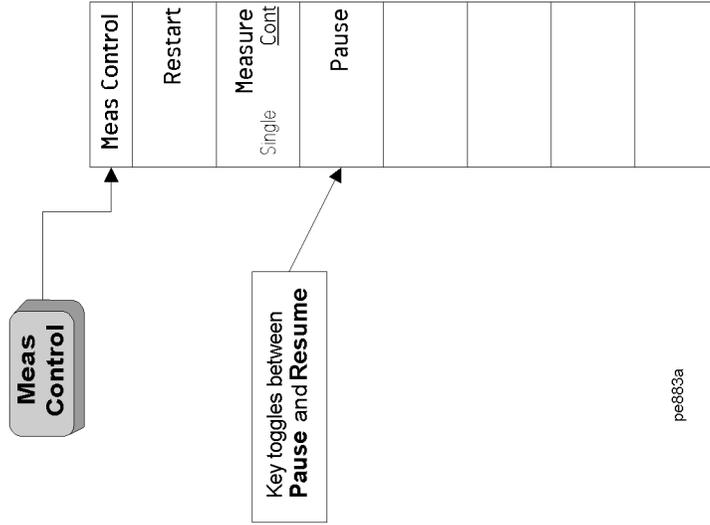 Meas
Control
Meas Control
Restart
Measure
Single Cont
Pause
Key toggles between
Pause and Resume
pe883a